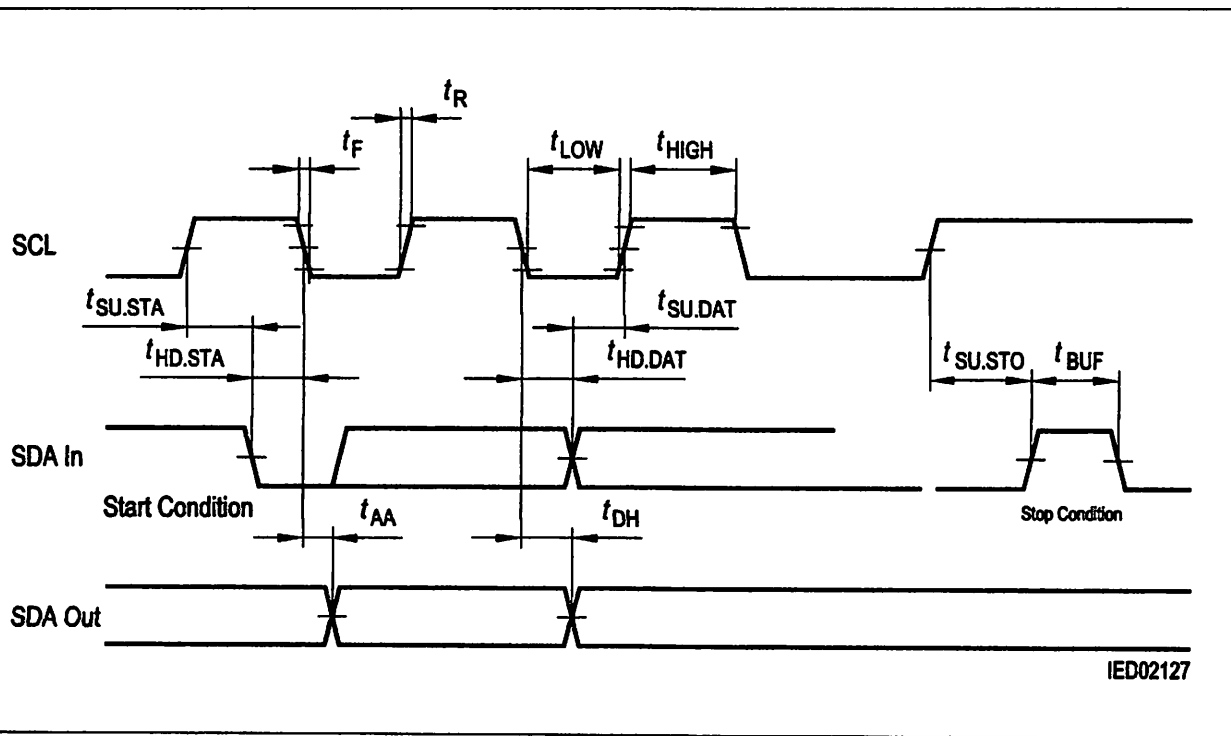 tR
tF
tLOW
tHIGH
SCL
tSU.STA
tSU.DAT
tHD.STA
tHD.DAT
tSU.STO
tBUF
SDA In
Start Condition
tAA
tDH
Stop Condition
SDA Out
IED02127